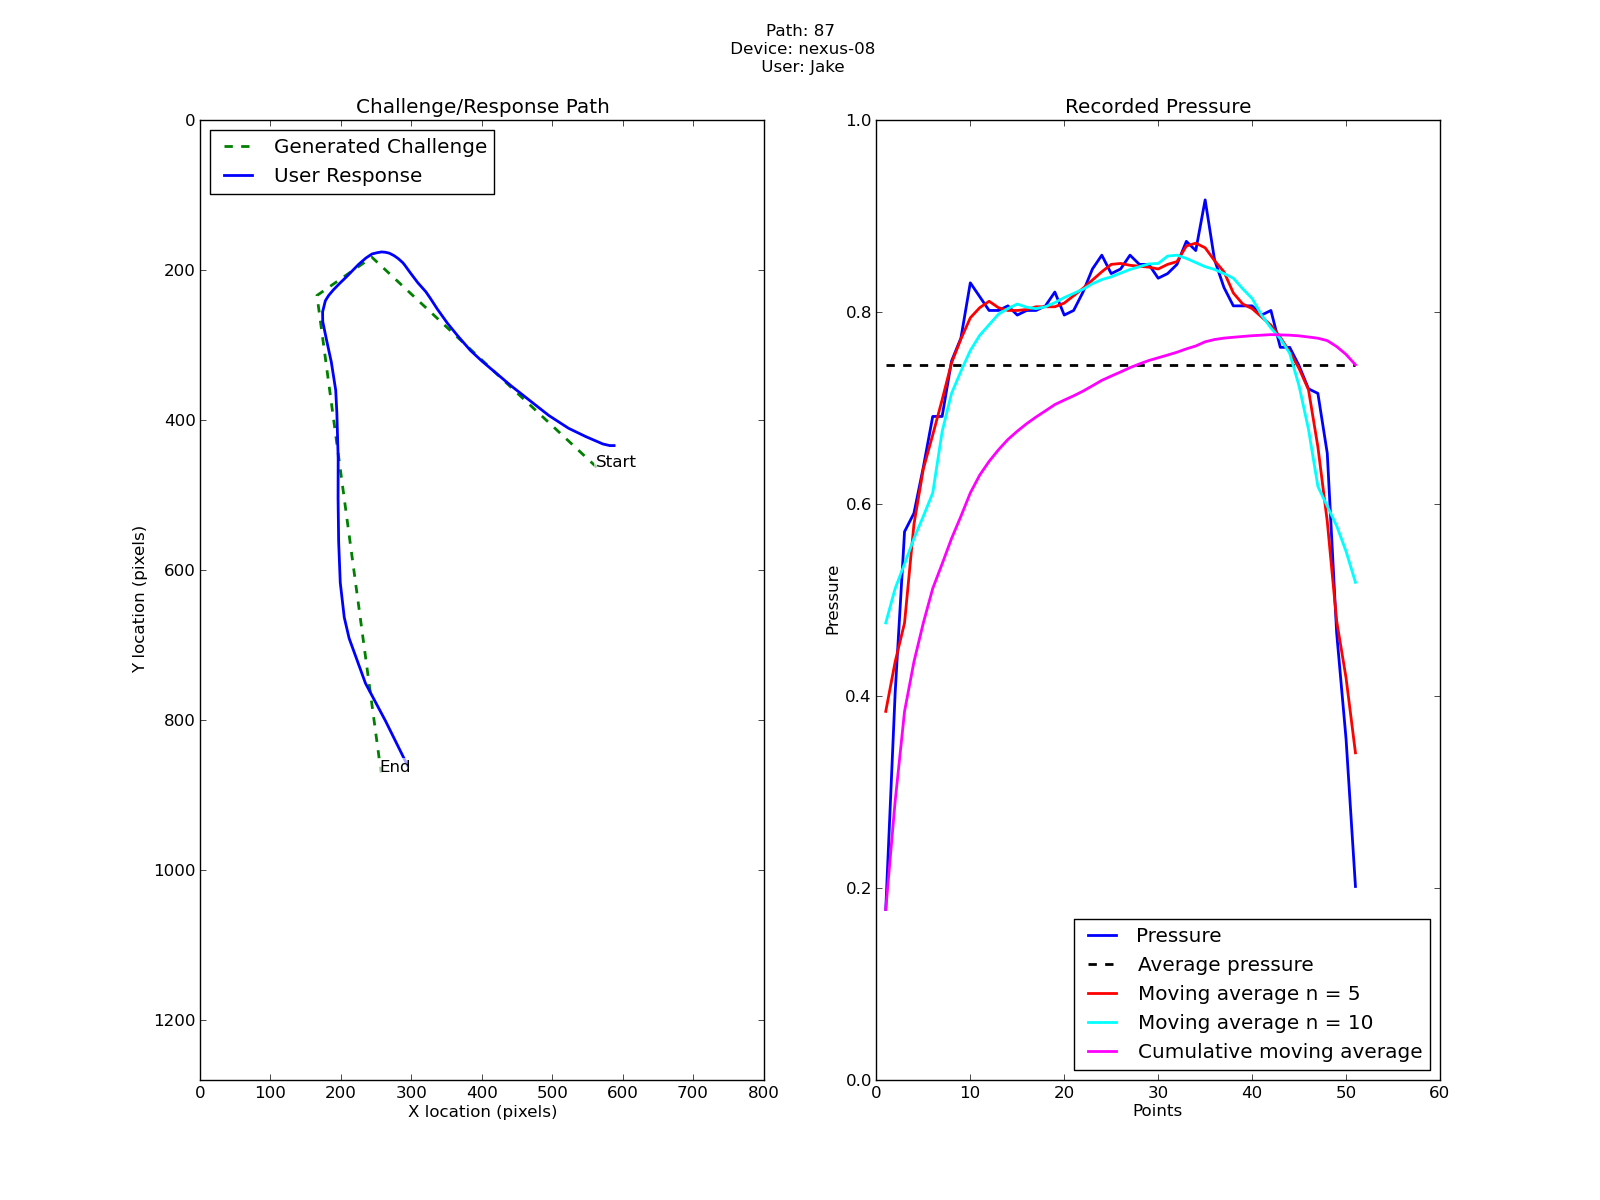 Path: 87
Device: nexus-08
User: Jake
Challenge/Response Path
Generated Challenge
User Response
Start
End
Y location (pixels)
0
200
400
600
800
1000
1200
0 100 200 300 400 500 600 700 800
X location (pixels)
Recorded Pressure
Pressure
1.0
0.8
0.6
0.4
0.2
0.0
Pressure
Average pressure
Moving average n = 5
Moving average n = 10
Cumulative moving average
0 10 20 30 40 50 60
Points